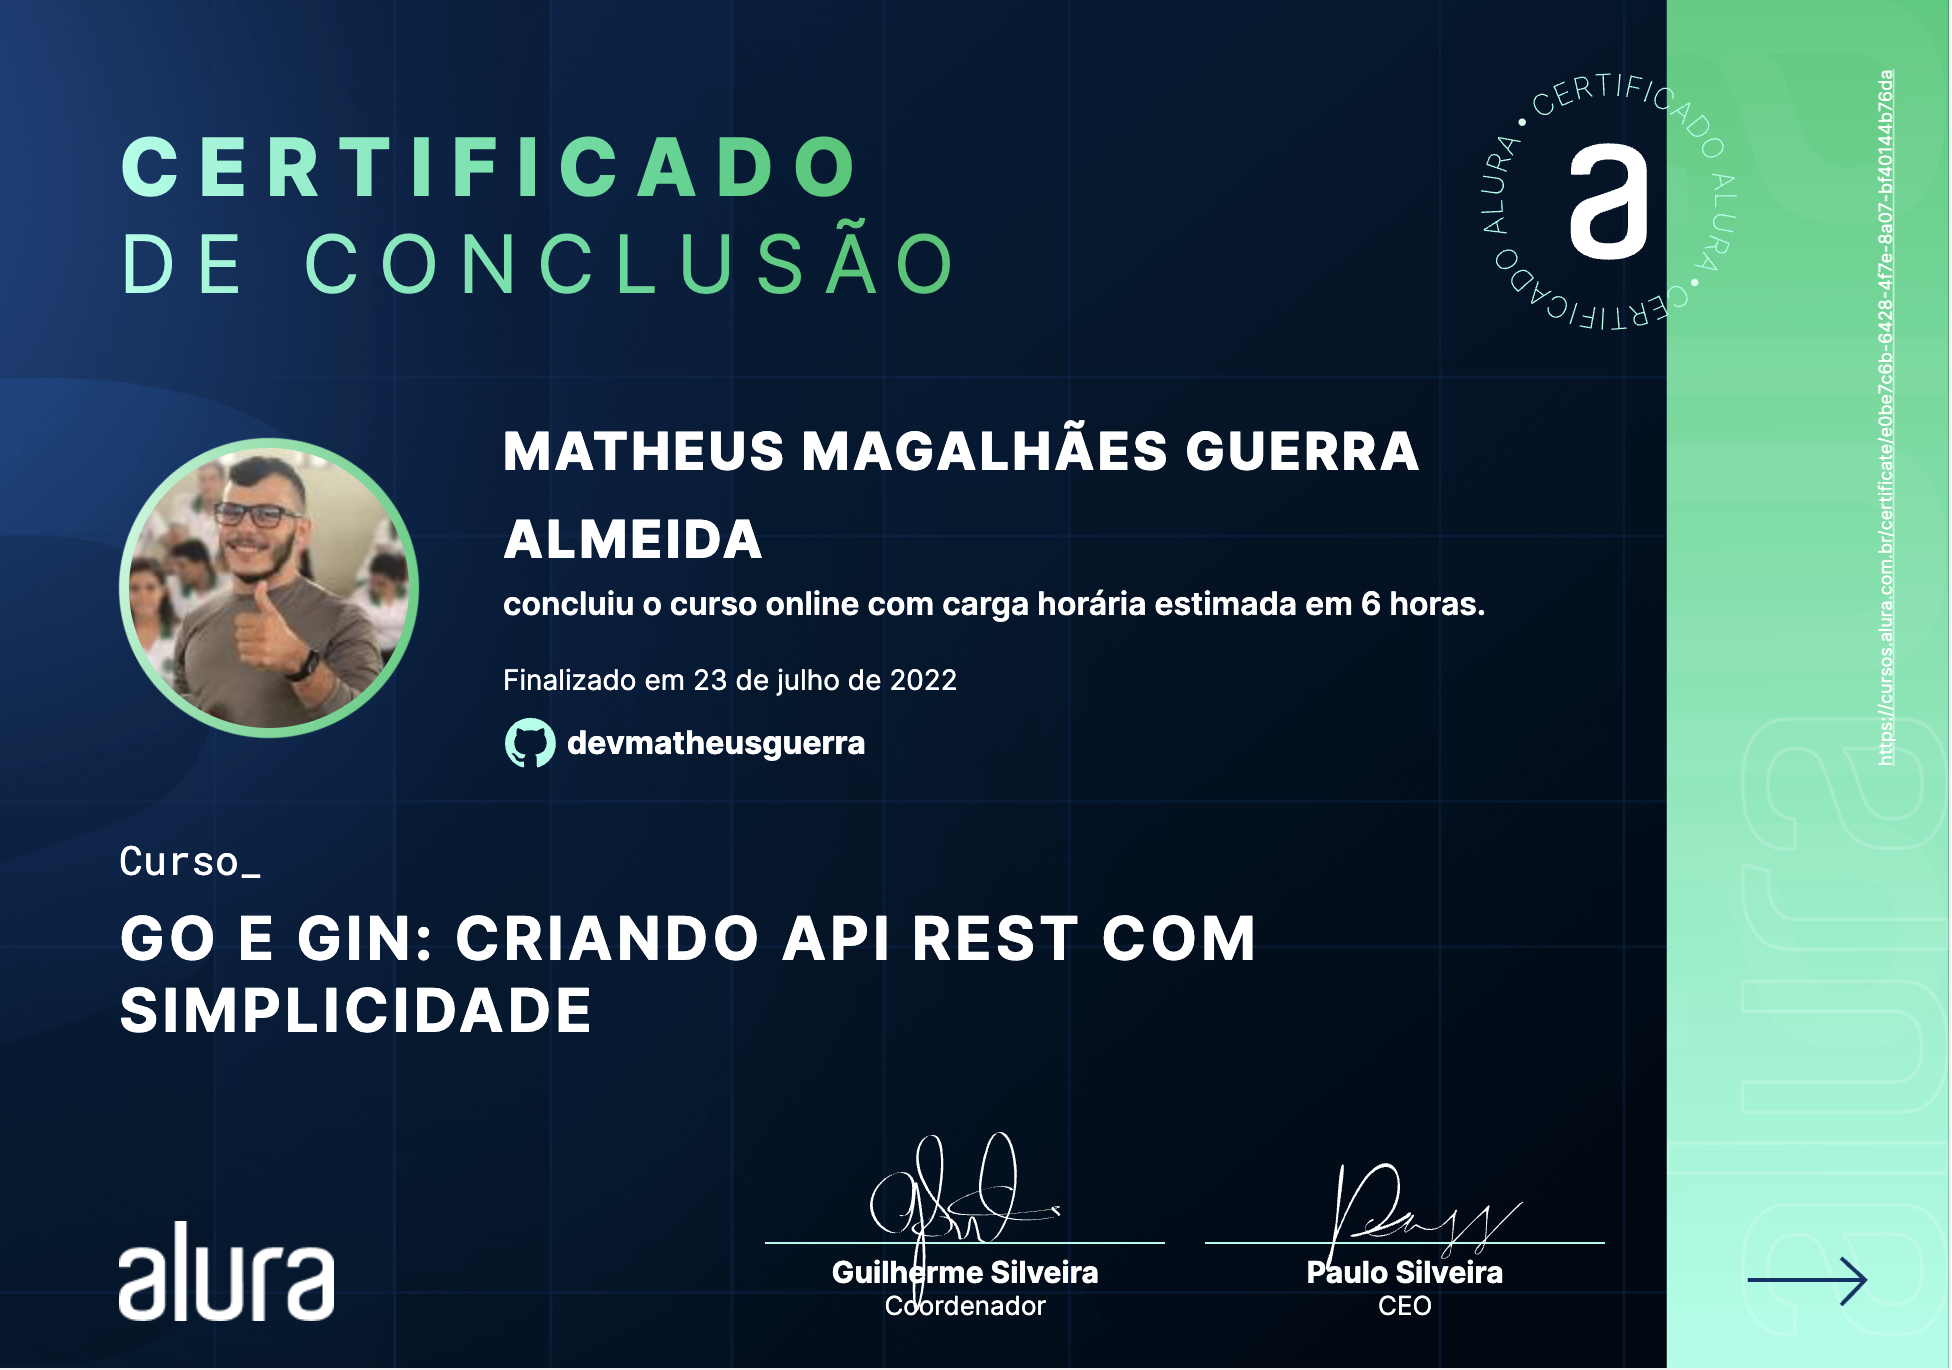 CERTIFICADO
DE CONCLUSÃO
CERTIFICADO ALURA • CERTIFICADO ALURA •
a
https://cursos.alura.com.br/certificate/e0be7c6b-6428-4f7e-8a07-bf40144b76da
MATHEUS MAGALHÃES GUERRA
ALMEIDA
concluiu o curso online com carga horária estimada em 6 horas.
Finalizado em 23 de julho de 2022
devmatheusguerra
Curso_
GO E GIN: CRIANDO API REST COM
SIMPLICIDADE
alura
Guilherme Silveira
Coordenador
Paulo Silveira
CEO
alura